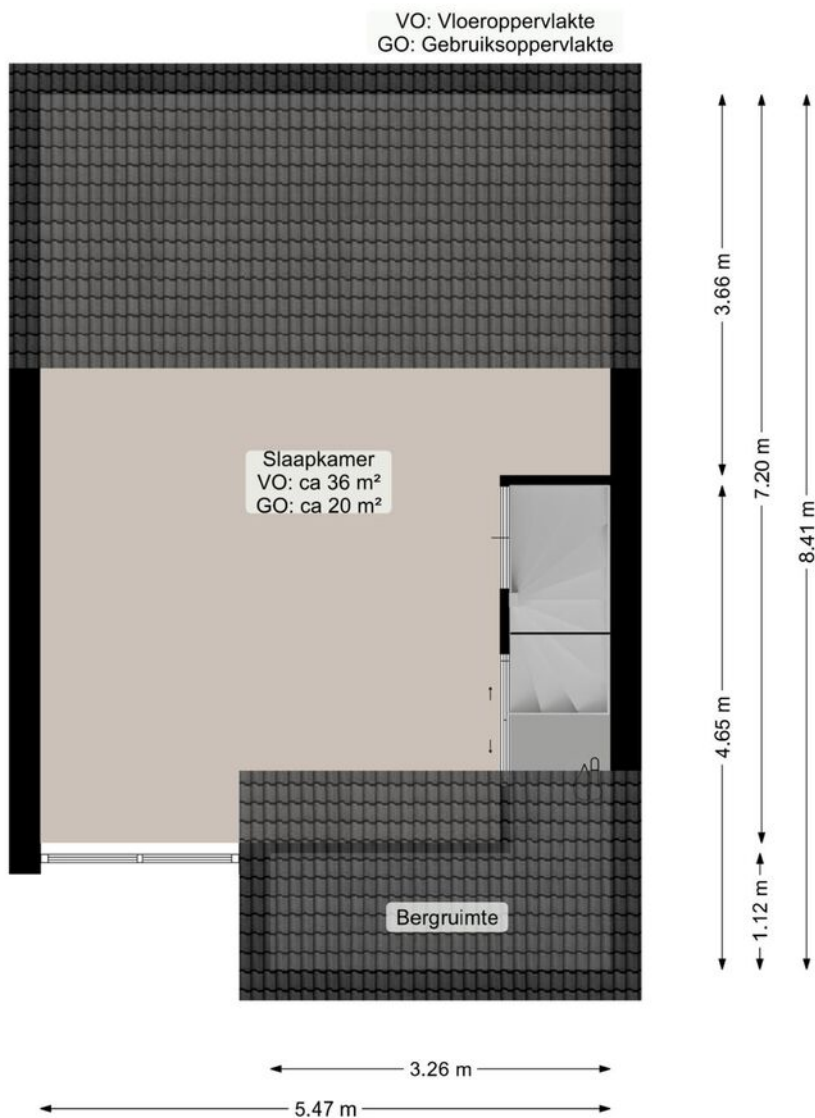 VO: Vloeroppervlakte
GO: Gebruiksoppervlakte
3.66 m
7.20 m
8.41 m
Slaapkamer
VO: ca 36 m²
GO: ca 20 m²
4.65 m
1.12 m
Bergruimte
3.26 m
5.47 m